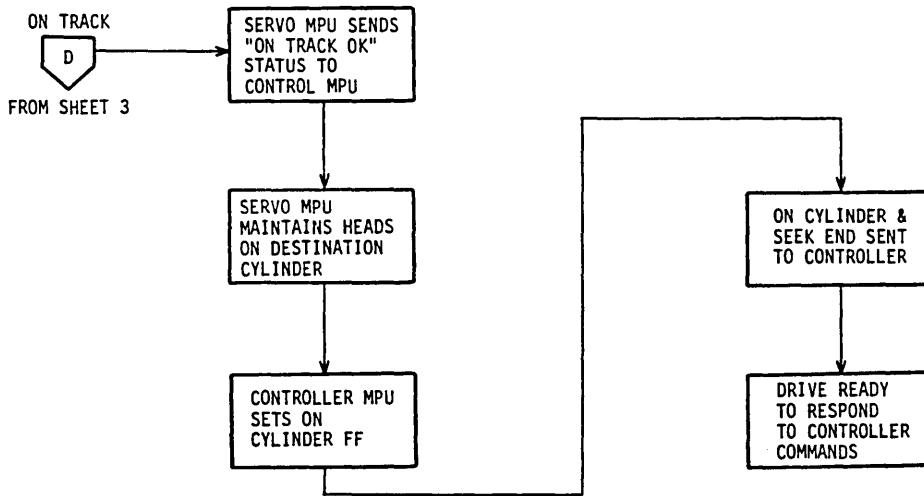 ON TRACK
D
FROM SHEET 3
SERVO MPU SENDS
"ON TRACK OK"
STATUS TO
CONTROL MPU
SERVO MPU
MAINTAINS HEADS
ON DESTINATION
CYLINDER
CONTROLLER MPU
SETS ON
CYLINDER FF
ON CYLINDER &
SEEK END SENT
TO CONTROLLER
DRIVE READY
TO RESPOND
TO CONTROLLER
COMMANDS